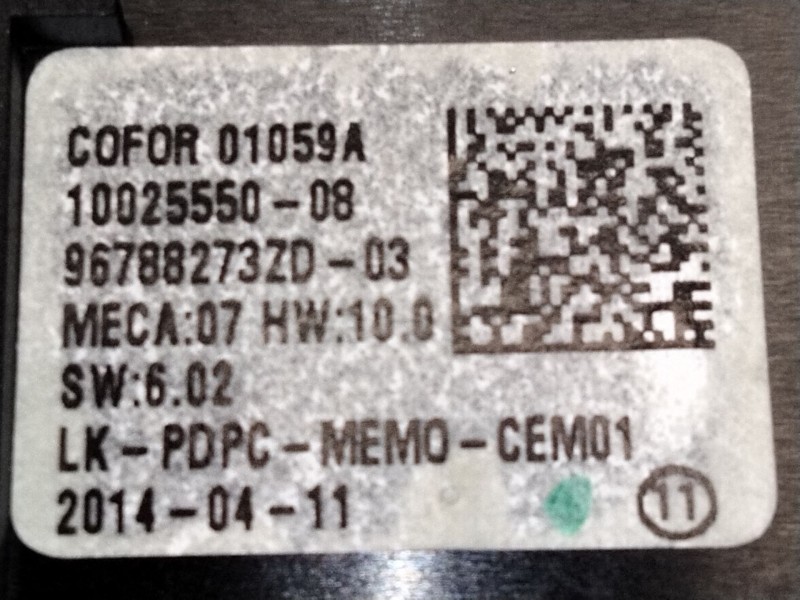 COFOR 01059A
10025550-08
96788273ZD-03
MECA:07 HW:10.0
SW:6.02
LK-PDPC-MEMO-CEM01
2014-04-11
11